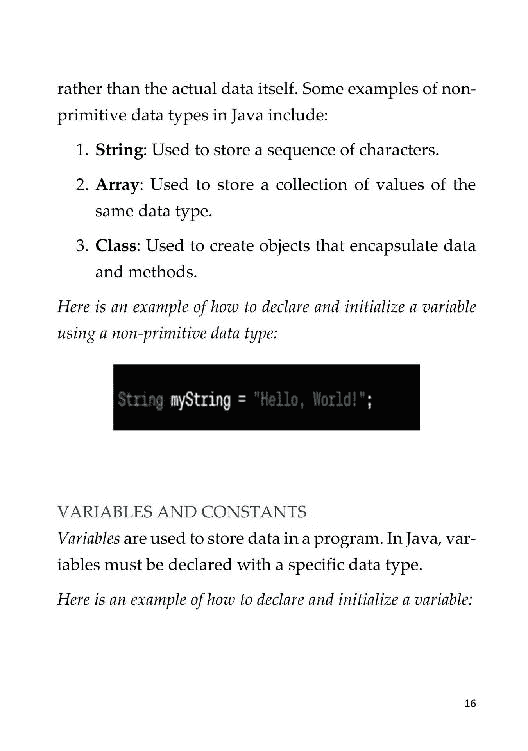 rather than the actual data itself. Some examples of non-
primitive data types in Java include:
1. String: Used to store a sequence of characters.
2. Array: Used to store a collection of values of the
same data type.
3. Class: Used to create objects that encapsulate data
and methods.
Here is an example of how to declare and initialize a variable
using a non-primitive data type:
String myString = "Hello, World!";
VARIABLES AND CONSTANTS
Variables are used to store data in a program. In Java, var-
iables must be declared with a specific data type.
Here is an example of how to declare and initialize a variable:
16